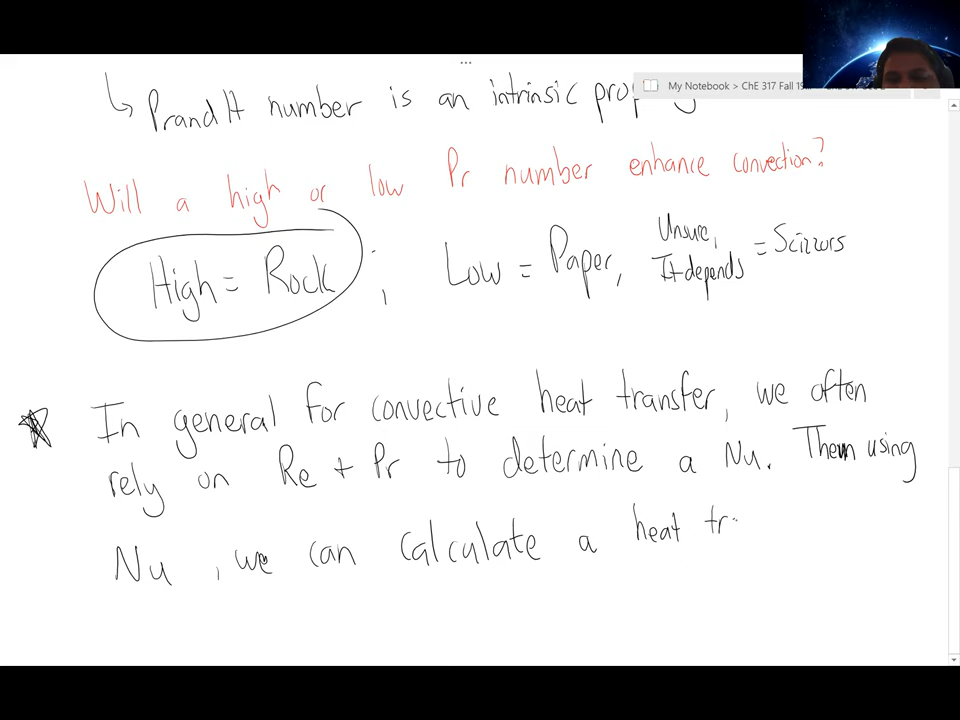 My Notebook > ChE 317 Fall
↳ Prandtl number is an intrinsic
Will a high or low Pr number enhance convection?
High = Rock ; Low = Paper, Unsure, It depends = Scizzors
In general for convective heat transfer, we often
rely on Re + Pr to determine a Nu. Then using
Nu, we can calculate a heat tr